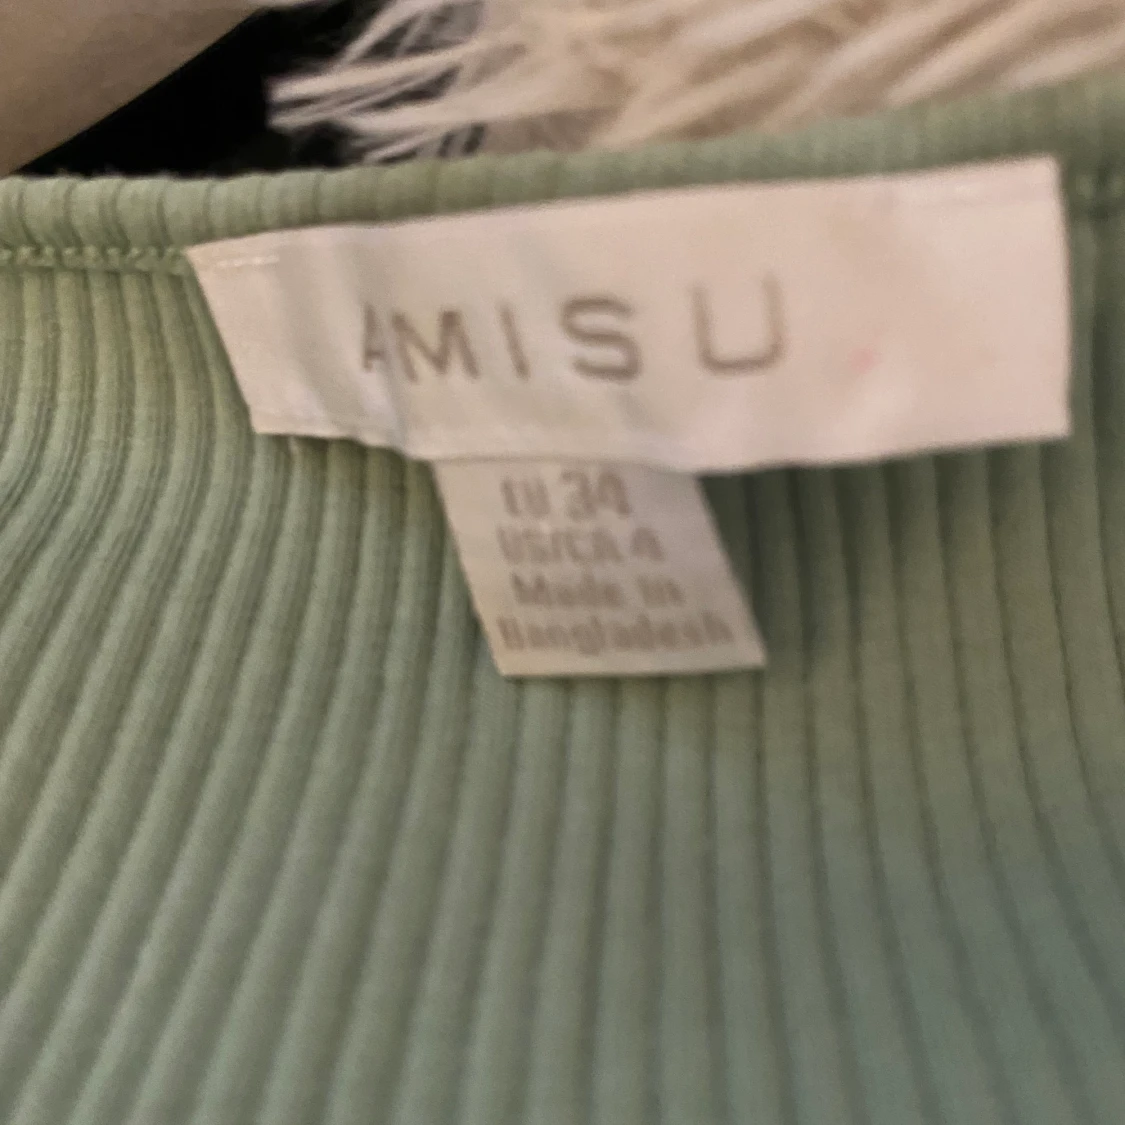 AMISU
EU 34
US/CA 4
Made in
Bangladesh